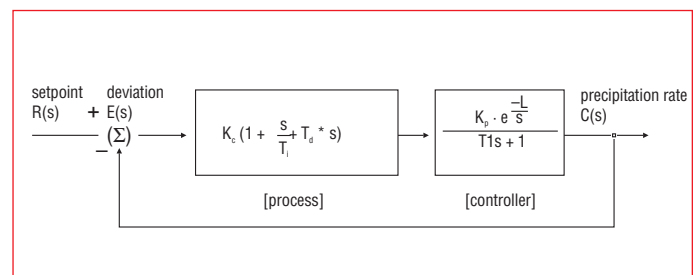 setpoint
R(s)
+
deviation
E(s)
(Σ)
−
K_c (1 + s/T_i + T_d * s)
[process]
K_p · e^(-L/s)
T1s + 1
[controller]
precipitation rate
C(s)